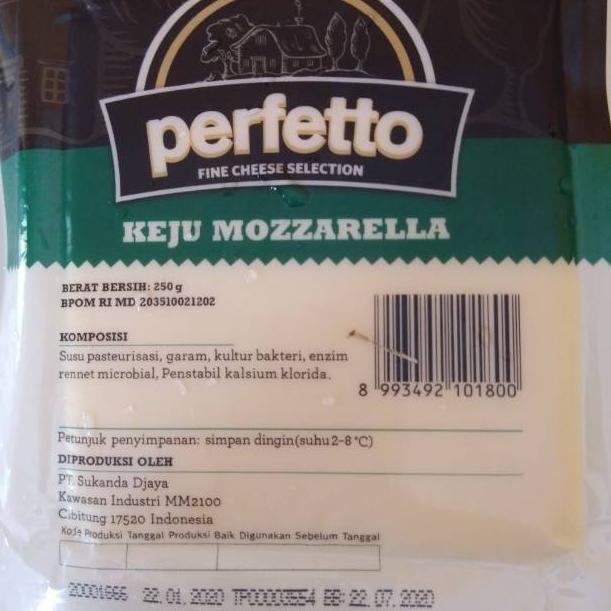 perfetto
FINE CHEESE SELECTION
KEJU MOZZARELLA
BERAT BERSIH: 250 g
BPOM RI MD 203510021202
KOMPOSISI
Susu pasteurisasi, garam, kultur bakteri, enzim
rennet microbial, Penstabil kalsium klorida.
8 993492 101800
Petunjuk penyimpanan: simpan dingin(suhu 2-8 °C)
DIPRODUKSI OLEH
PT. Sukanda Djaya
Kawasan Industri MM2100
Cibitung 17520 Indonesia
Kode Produksi Tanggal Produksi Baik Digunakan Sebelum Tanggal
20001666 22.01.2020 BB: 22.07.2020